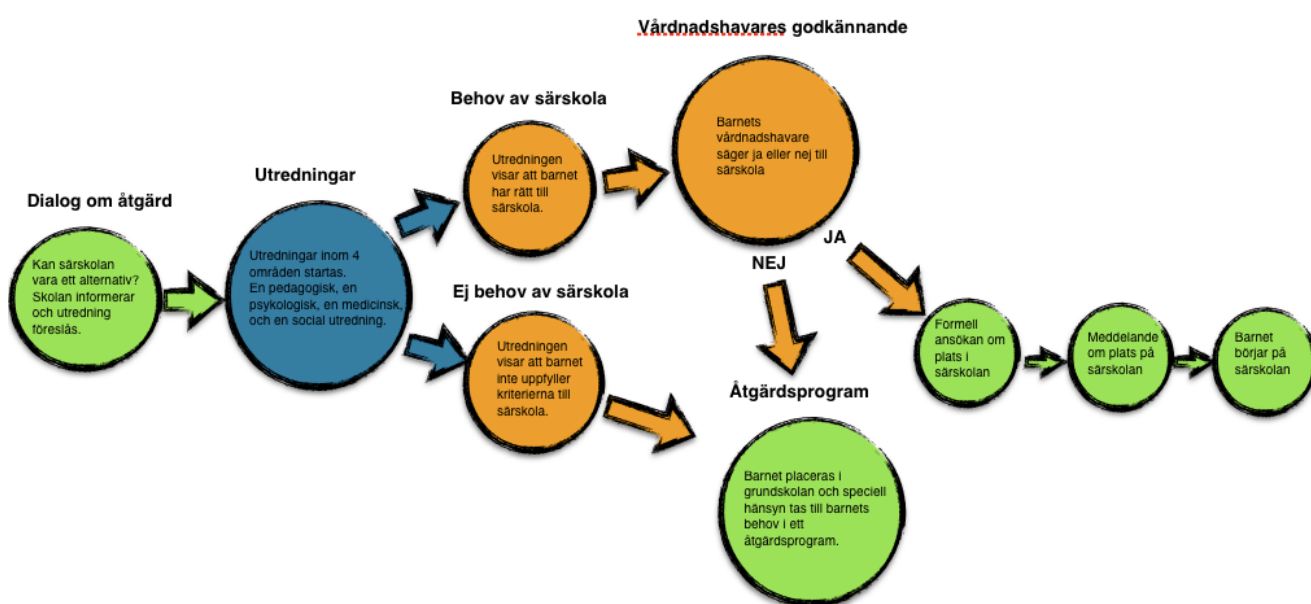 Dialog om åtgärd
Kan särskolan
vara ett alternativ?
Skolan informerar
och utredning
föreslås.
Utredningar
Utredningar inom 4
områden startas.
En pedagogisk, en
psykologisk, en medicinsk,
och en social utredning.
Behov av särskola
Utredningen
visar att barnet
har rätt till
särskola.
Ej behov av särskola
Utredningen
visar att barnet
inte uppfyller
kriterierna till
särskola.
Vårdnadshavares godkännande
Barnets
vårdnadshavare
säger ja eller nej till
särskola
JA
NEJ
Åtgärdsprogram
Barnet placeras i
grundskolan och speciell
hänsyn tas till barnets
behov i ett
åtgärdsprogram.
Formell
ansökan om
plats i
särskolan
Meddelande
om plats på
särskolan
Barnet
börjar på
särskolan